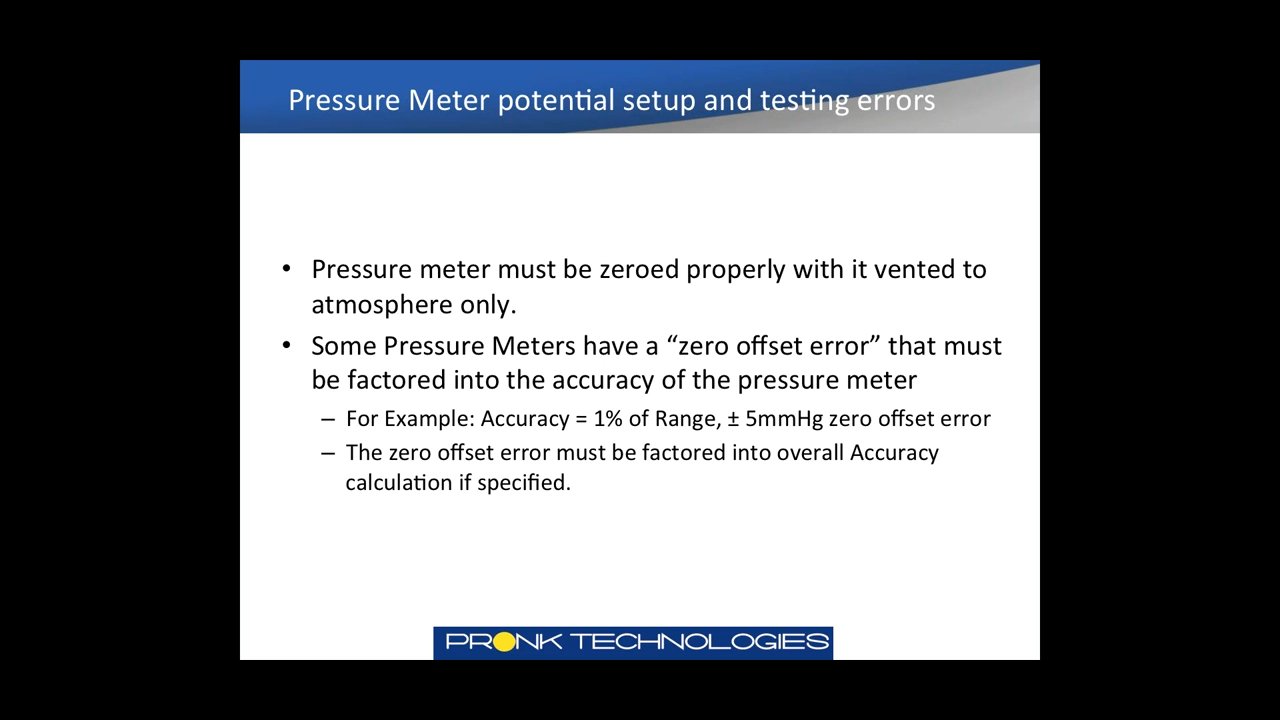 Pressure Meter potential setup and testing errors
• Pressure meter must be zeroed properly with it vented to
atmosphere only.
• Some Pressure Meters have a “zero offset error” that must
be factored into the accuracy of the pressure meter
– For Example: Accuracy = 1% of Range, ± 5mmHg zero offset error
– The zero offset error must be factored into overall Accuracy
calculation if specified.
PRONK TECHNOLOGIES